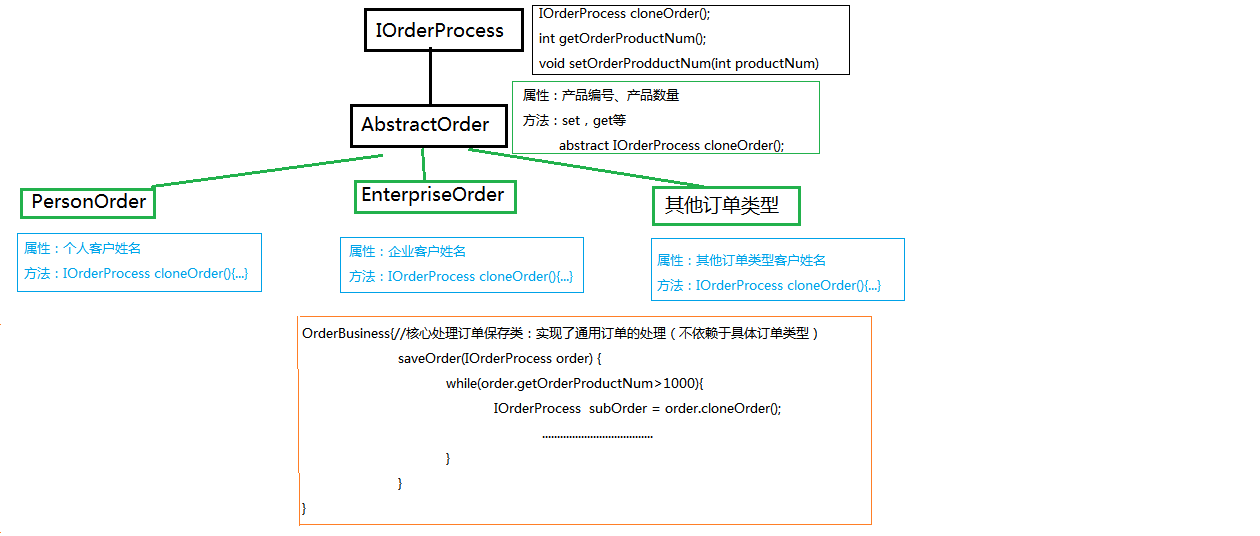 IOrderProcess
IOrderProcess cloneOrder();
int getOrderProductNum();
void setOrderProdductNum(int productNum)
AbstractOrder
属性：产品编号、产品数量
方法：set，get等
abstract IOrderProcess cloneOrder();
PersonOrder
EnterpriseOrder
其他订单类型
属性：个人客户姓名
方法：IOrderProcess cloneOrder(){...}
属性：企业客户姓名
方法：IOrderProcess cloneOrder(){...}
属性：其他订单类型客户姓名
方法：IOrderProcess cloneOrder(){...}
OrderBusiness{//核心处理订单保存类：实现了通用订单的处理（不依赖于具体订单类型）
saveOrder(IOrderProcess order) {
while(order.getOrderProductNum>1000){
IOrderProcess  subOrder = order.cloneOrder();
.....................................
}
}
}